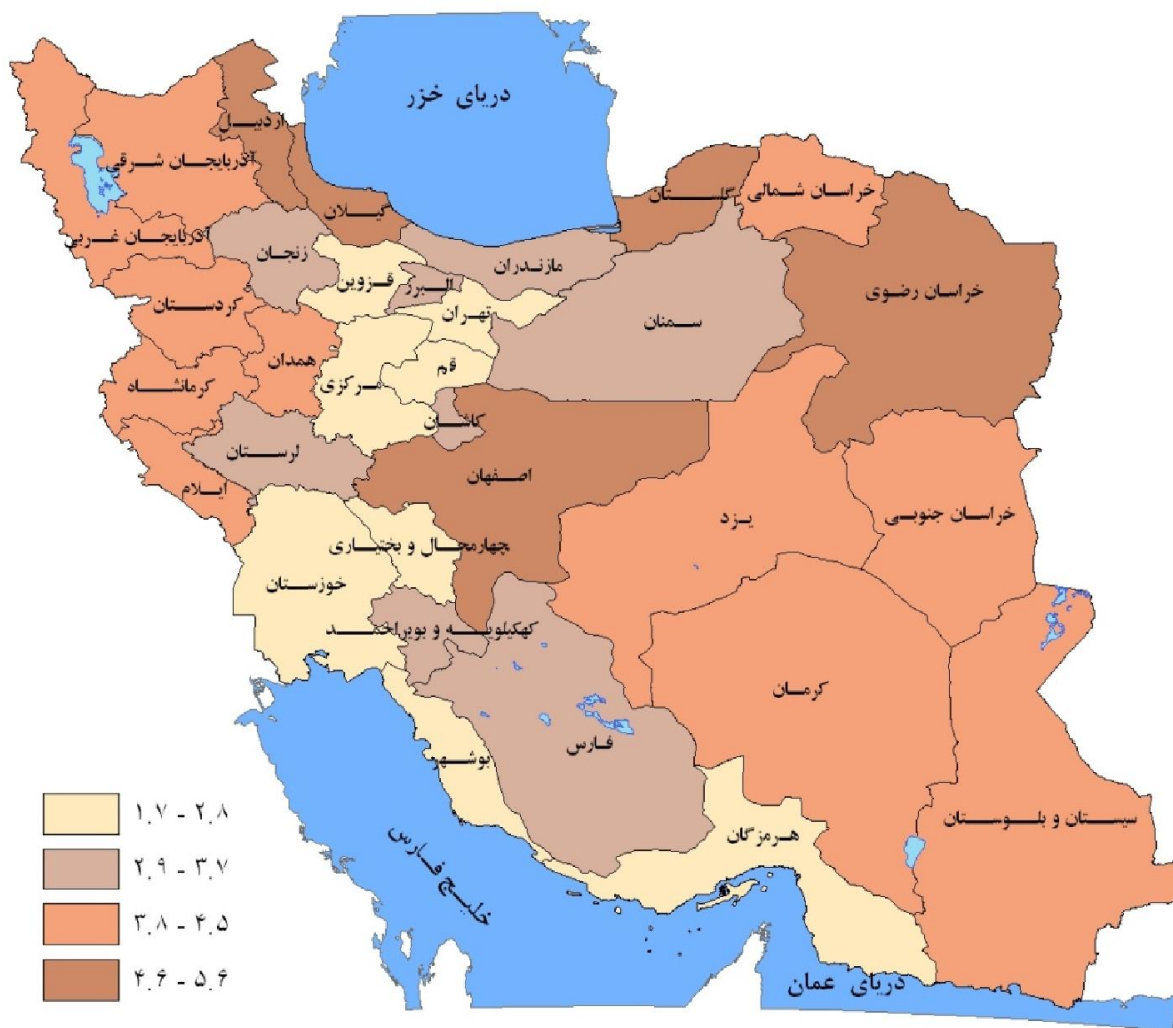 دریای خزر
اردبیل
آذربایجان شرقی
گیلان
گلستان
خراسان شمالی
آذربایجان غربی
زنجان
مازندران
قزوین
البرز
خراسان رضوی
کردستان
تهران
سمنان
همدان
قم
کرمانشاه
مرکزی
کاشان
لرستان
اصفهان
ایلام
یزد
خراسان جنوبی
چهارمحال و بختیاری
خوزستان
کهکیلویه و بویراحمد
کرمان
فارس
بوشهر
هرمزگان
سیستان و بلوستان
خلیج فارس
دریای عمان
۱.۷ - ۲.۸
۲.۹ - ۳.۷
۳.۸ - ۴.۵
۴.۶ - ۵.۶